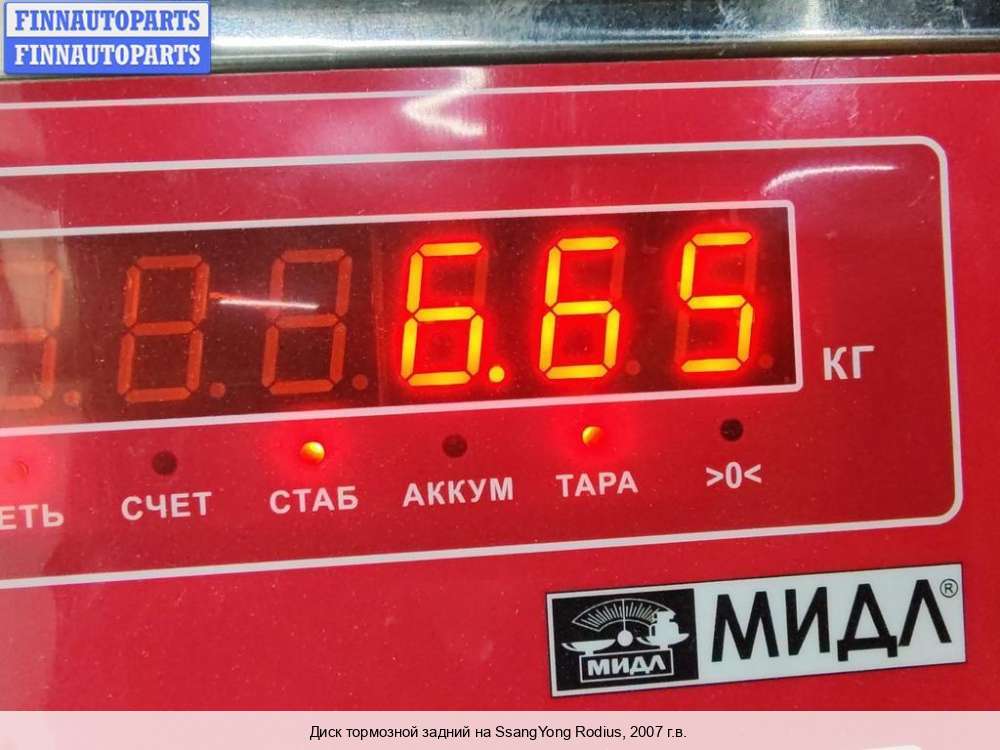 FINNAUTOPARTS
FINNAUTOPARTS
6.65
КГ
ЕТЬ СЧЕТ СТАБ АККУМ ТАРА >0<
МИДЛ МИДЛ®
Диск тормозной задний на SsangYong Rodius, 2007 г.в.